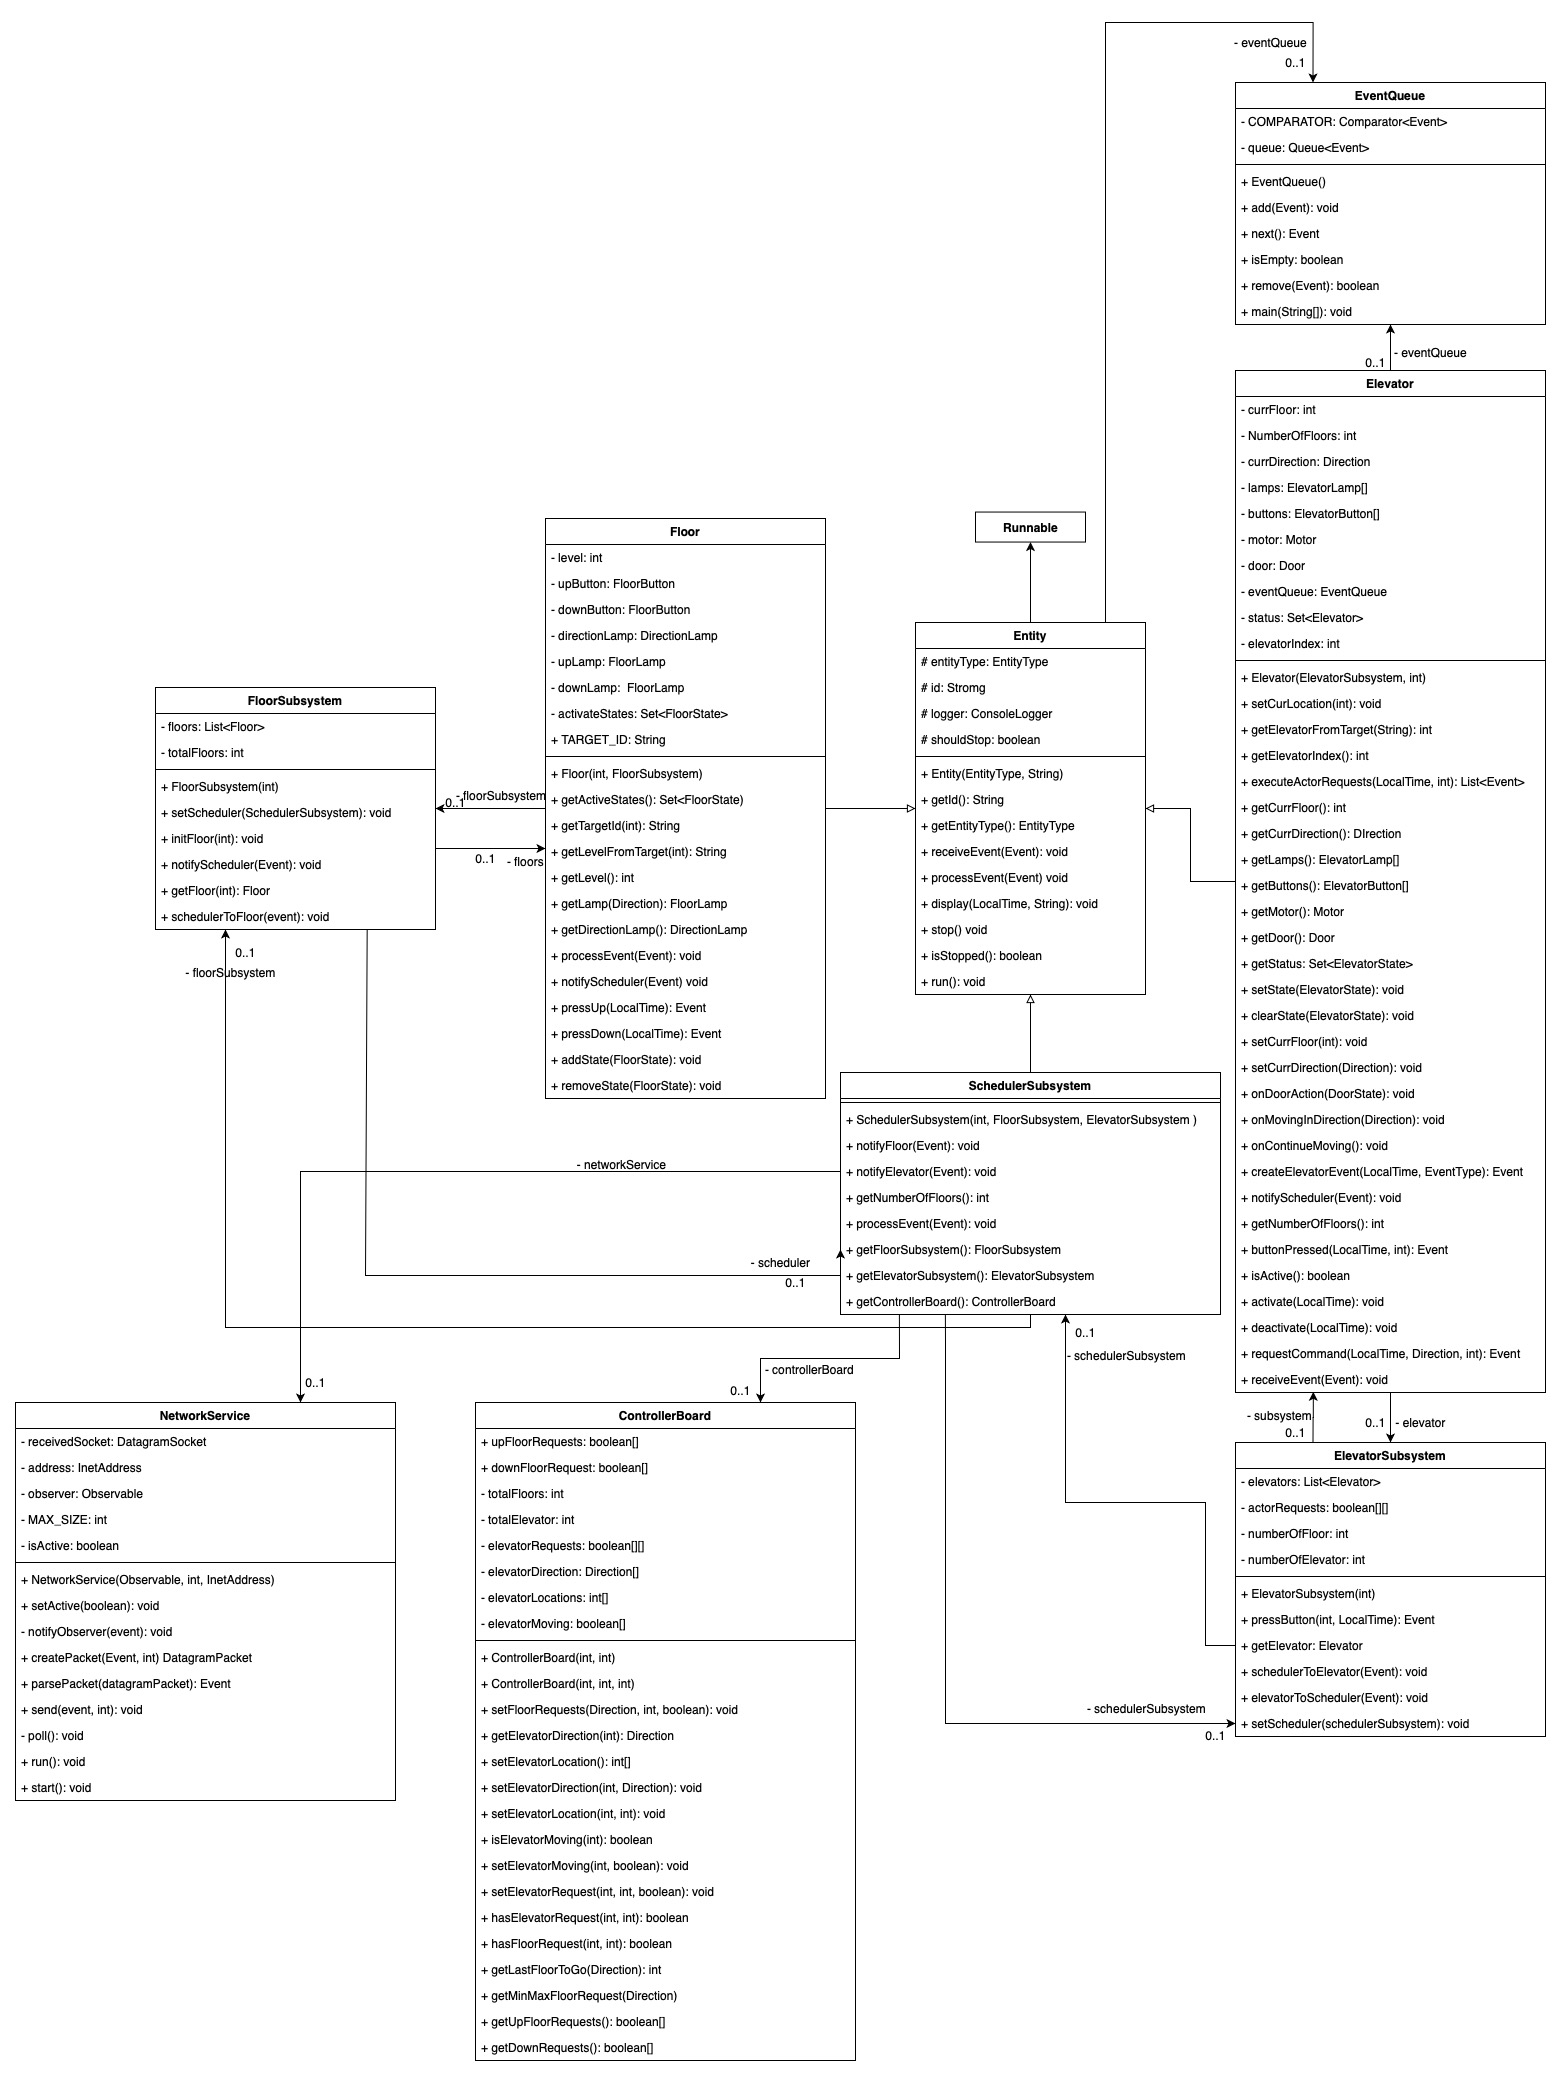 - eventQueue
0..1
EventQueue
- COMPARATOR: Comparator<Event>
- queue: Queue<Event>
+ EventQueue()
+ add(Event): void
+ next(): Event
+ isEmpty: boolean
+ remove(Event): boolean
+ main(String[]): void
- eventQueue
0..1
Elevator
- currFloor: int
- NumberOfFloors: int
- currDirection: Direction
- lamps: ElevatorLamp[]
- buttons: ElevatorButton[]
- motor: Motor
- door: Door
- eventQueue: EventQueue
- status: Set<Elevator>
- elevatorIndex: int
+ Elevator(ElevatorSubsystem, int)
+ setCurLocation(int): void
+ getElevatorFromTarget(String): int
+ getElevatorIndex(): int
+ executeActorRequests(LocalTime, int): List<Event>
+ getCurrFloor(): int
+ getCurrDirection(): DIrection
+ getLamps(): ElevatorLamp[]
+ getButtons(): ElevatorButton[]
+ getMotor(): Motor
+ getDoor(): Door
+ getStatus: Set<ElevatorState>
+ setState(ElevatorState): void
+ clearState(ElevatorState): void
+ setCurrFloor(int): void
+ setCurrDirection(Direction): void
+ onDoorAction(DoorState): void
+ onMovingInDirection(Direction): void
+ onContinueMoving(): void
+ createElevatorEvent(LocalTime, EventType): Event
+ notifyScheduler(Event): void
+ getNumberOfFloors(): int
+ buttonPressed(LocalTime, int): Event
+ isActive(): boolean
+ activate(LocalTime): void
+ deactivate(LocalTime): void
+ requestCommand(LocalTime, Direction, int): Event
+ receiveEvent(Event): void
Runnable
Floor
- level: int
- upButton: FloorButton
- downButton: FloorButton
- directionLamp: DirectionLamp
- upLamp: FloorLamp
- downLamp:  FloorLamp
- activateStates: Set<FloorState>
+ TARGET_ID: String
+ Floor(int, FloorSubsystem)
+ getActiveStates(): Set<FloorState)
+ getTargetId(int): String
+ getLevelFromTarget(int): String
+ getLevel(): int
+ getLamp(Direction): FloorLamp
+ getDirectionLamp(): DirectionLamp
+ processEvent(Event): void
+ notifyScheduler(Event) void
+ pressUp(LocalTime): Event
+ pressDown(LocalTime): Event
+ addState(FloorState): void
+ removeState(FloorState): void
Entity
# entityType: EntityType
# id: Stromg
# logger: ConsoleLogger
# shouldStop: boolean
+ Entity(EntityType, String)
+ getId(): String
+ getEntityType(): EntityType
+ receiveEvent(Event): void
+ processEvent(Event) void
+ display(LocalTime, String): void
+ stop() void
+ isStopped(): boolean
+ run(): void
FloorSubsystem
- floors: List<Floor>
- totalFloors: int
+ FloorSubsystem(int)
+ setScheduler(SchedulerSubsystem): void
+ initFloor(int): void
+ notifyScheduler(Event): void
+ getFloor(int): Floor
+ schedulerToFloor(event): void
- floorSubsystem
0..1
0..1
- floors
0..1
- floorSubsystem
SchedulerSubsystem
+ SchedulerSubsystem(int, FloorSubsystem, ElevatorSubsystem )
+ notifyFloor(Event): void
+ notifyElevator(Event): void
+ getNumberOfFloors(): int
+ processEvent(Event): void
+ getFloorSubsystem(): FloorSubsystem
+ getElevatorSubsystem(): ElevatorSubsystem
+ getControllerBoard(): ControllerBoard
- networkService
0..1
- scheduler
0..1
- controllerBoard
0..1
0..1
- schedulerSubsystem
- subsystem
0..1
0..1
- elevator
NetworkService
- receivedSocket: DatagramSocket
- address: InetAddress
- observer: Observable
- MAX_SIZE: int
- isActive: boolean
+ NetworkService(Observable, int, InetAddress)
+ setActive(boolean): void
- notifyObserver(event): void
+ createPacket(Event, int) DatagramPacket
+ parsePacket(datagramPacket): Event
+ send(event, int): void
- poll(): void
+ run(): void
+ start(): void
ControllerBoard
+ upFloorRequests: boolean[]
+ downFloorRequest: boolean[]
- totalFloors: int
- totalElevator: int
- elevatorRequests: boolean[][]
- elevatorDirection: Direction[]
- elevatorLocations: int[]
- elevatorMoving: boolean[]
+ ControllerBoard(int, int)
+ ControllerBoard(int, int, int)
+ setFloorRequests(Direction, int, boolean): void
+ getElevatorDirection(int): Direction
+ setElevatorLocation(): int[]
+ setElevatorDirection(int, Direction): void
+ setElevatorLocation(int, int): void
+ isElevatorMoving(int): boolean
+ setElevatorMoving(int, boolean): void
+ setElevatorRequest(int, int, boolean): void
+ hasElevatorRequest(int, int): boolean
+ hasFloorRequest(int, int): boolean
+ getLastFloorToGo(Direction): int
+ getMinMaxFloorRequest(Direction)
+ getUpFloorRequests(): boolean[]
+ getDownRequests(): boolean[]
ElevatorSubsystem
- elevators: List<Elevator>
- actorRequests: boolean[][]
- numberOfFloor: int
- numberOfElevator: int
+ ElevatorSubsystem(int)
+ pressButton(int, LocalTime): Event
+ getElevator: Elevator
+ schedulerToElevator(Event): void
+ elevatorToScheduler(Event): void
+ setScheduler(schedulerSubsystem): void
- schedulerSubsystem
0..1